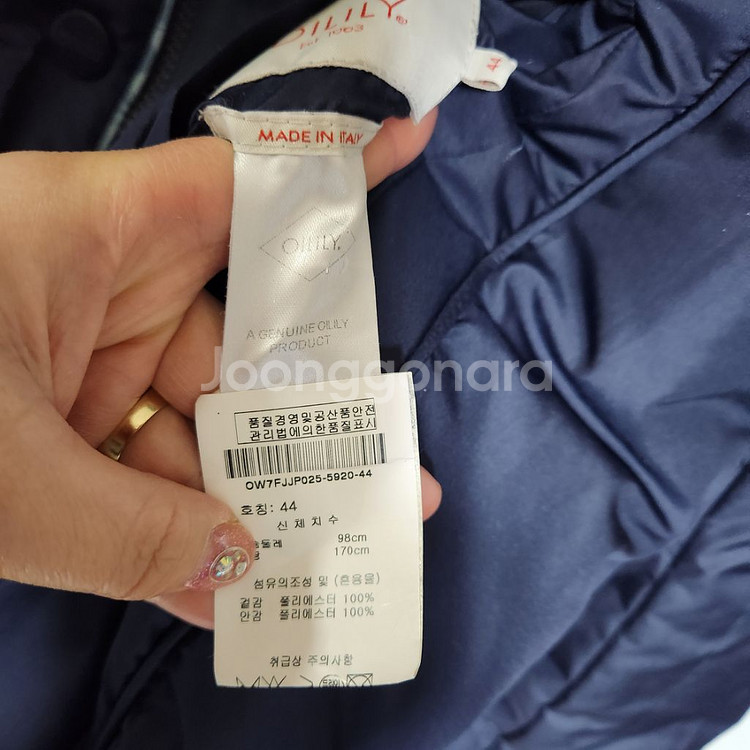 OILILY®
Est 1963
44
MADE IN ITALY
OILILY.
A GENUINE OILILY
PRODUCT
Joonggonara
품질경영및공산품안전
관리법에의한품질표시
OW7FJJP025-5920-44
호칭: 44
신체치수
둘레 98cm
170cm
섬유의조성 및 (혼용율)
겉감 폴리에스터 100%
안감 폴리에스터 100%
취급상 주의사항